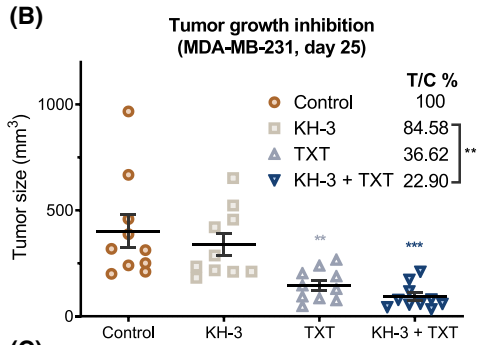 (B)
Tumor growth inhibition
(MDA-MB-231, day 25)
T/C %
Control 100
KH-3 84.58
TXT 36.62
KH-3 + TXT 22.90
**
Tumor size (mm³)
1000
500
0
**
***
Control KH-3 TXT KH-3 + TXT